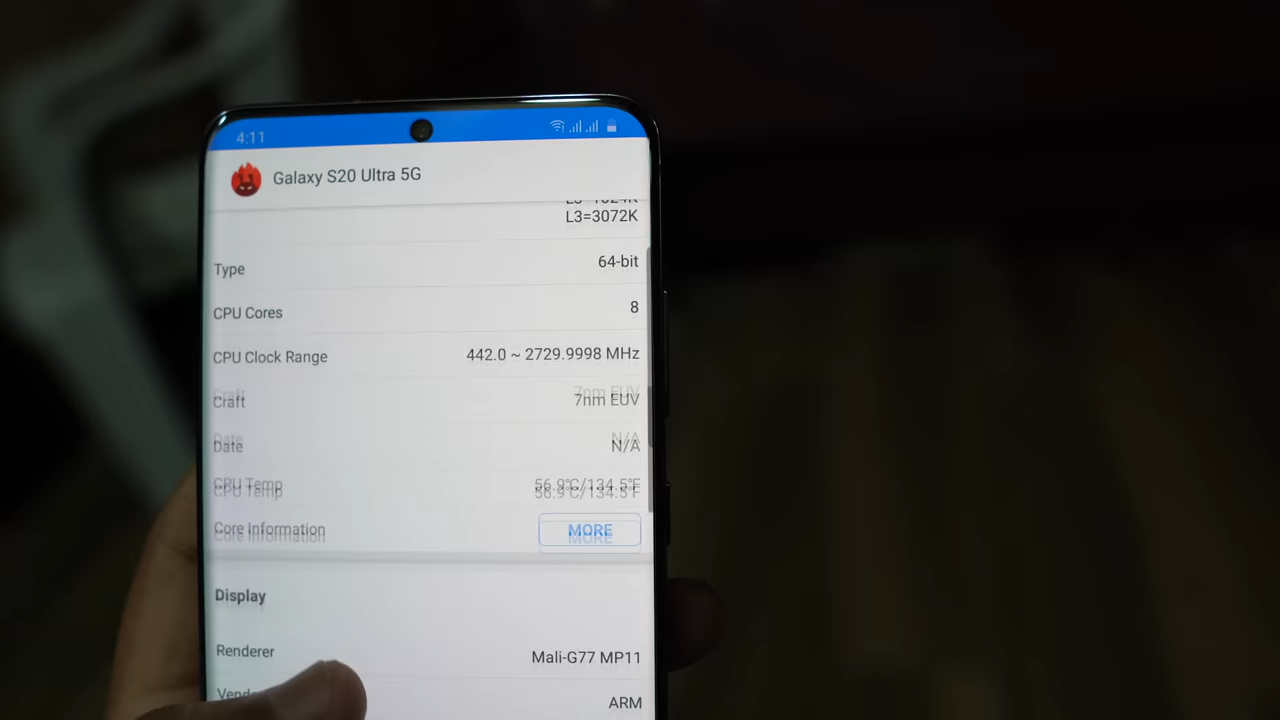 4:11
Galaxy S20 Ultra 5G
L3=3072K
Type 64-bit
CPU Cores 8
CPU Clock Range 442.0 ~ 2729.9998 MHz
Craft 7nm EUV
Date N/A
CPU Temp 56.9°C/134.5°F
Core Information MORE
Display
Renderer Mali-G77 MP11
ARM